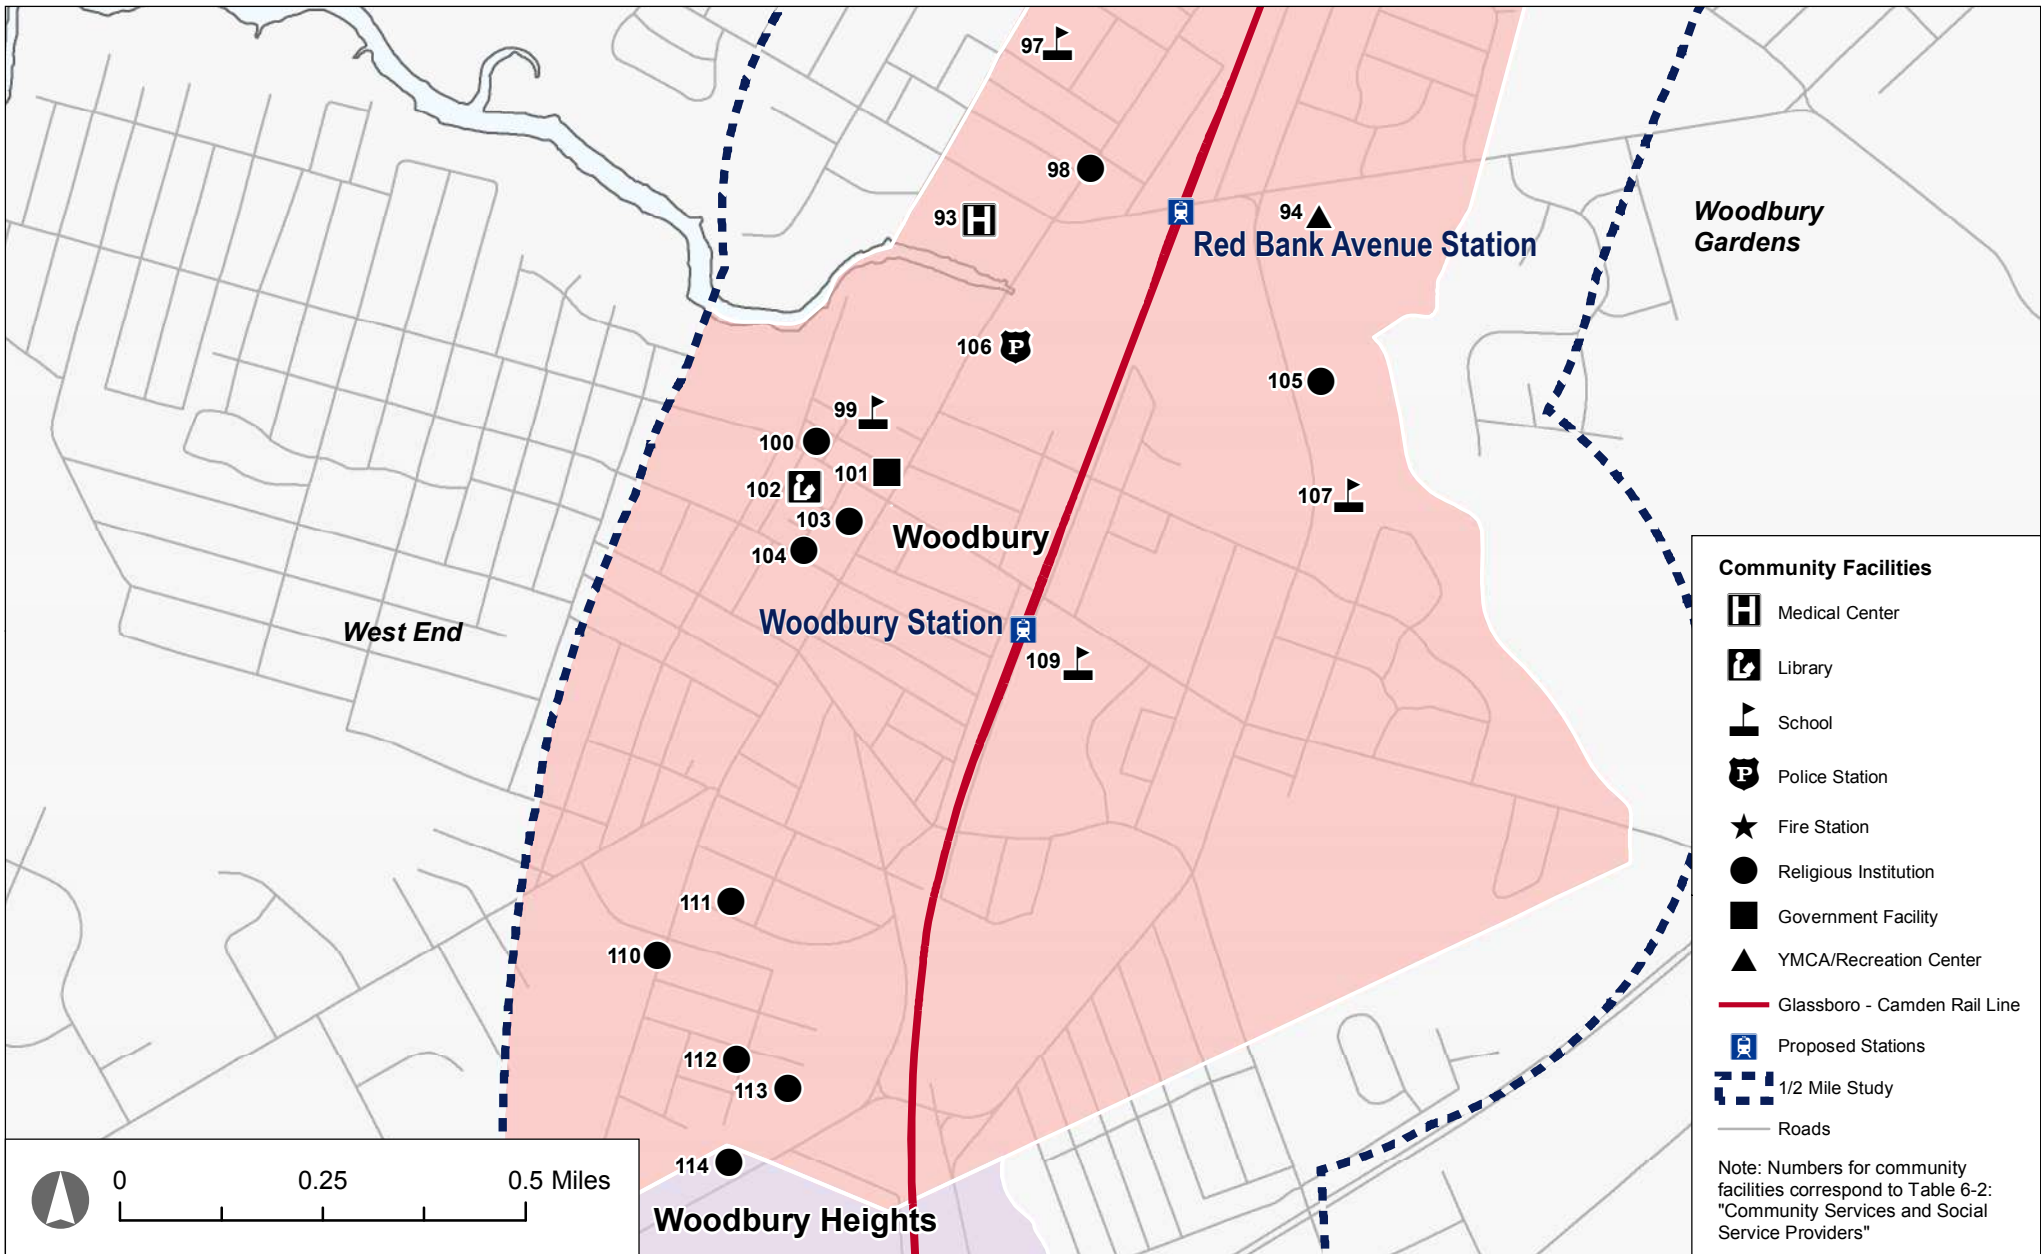 97
98
93
94
Red Bank Avenue Station
Woodbury
Gardens
106
105
99
100
101
102
103
104
107
Woodbury
Woodbury Station
West End
109
111
110
112
113
114
Woodbury Heights
0 0.25 0.5 Miles
Community Facilities
H Medical Center
Library
School
P Police Station
Fire Station
Religious Institution
Government Facility
YMCA/Recreation Center
Glassboro - Camden Rail Line
Proposed Stations
1/2 Mile Study
Roads
Note: Numbers for community
facilities correspond to Table 6-2:
"Community Services and Social
Service Providers"